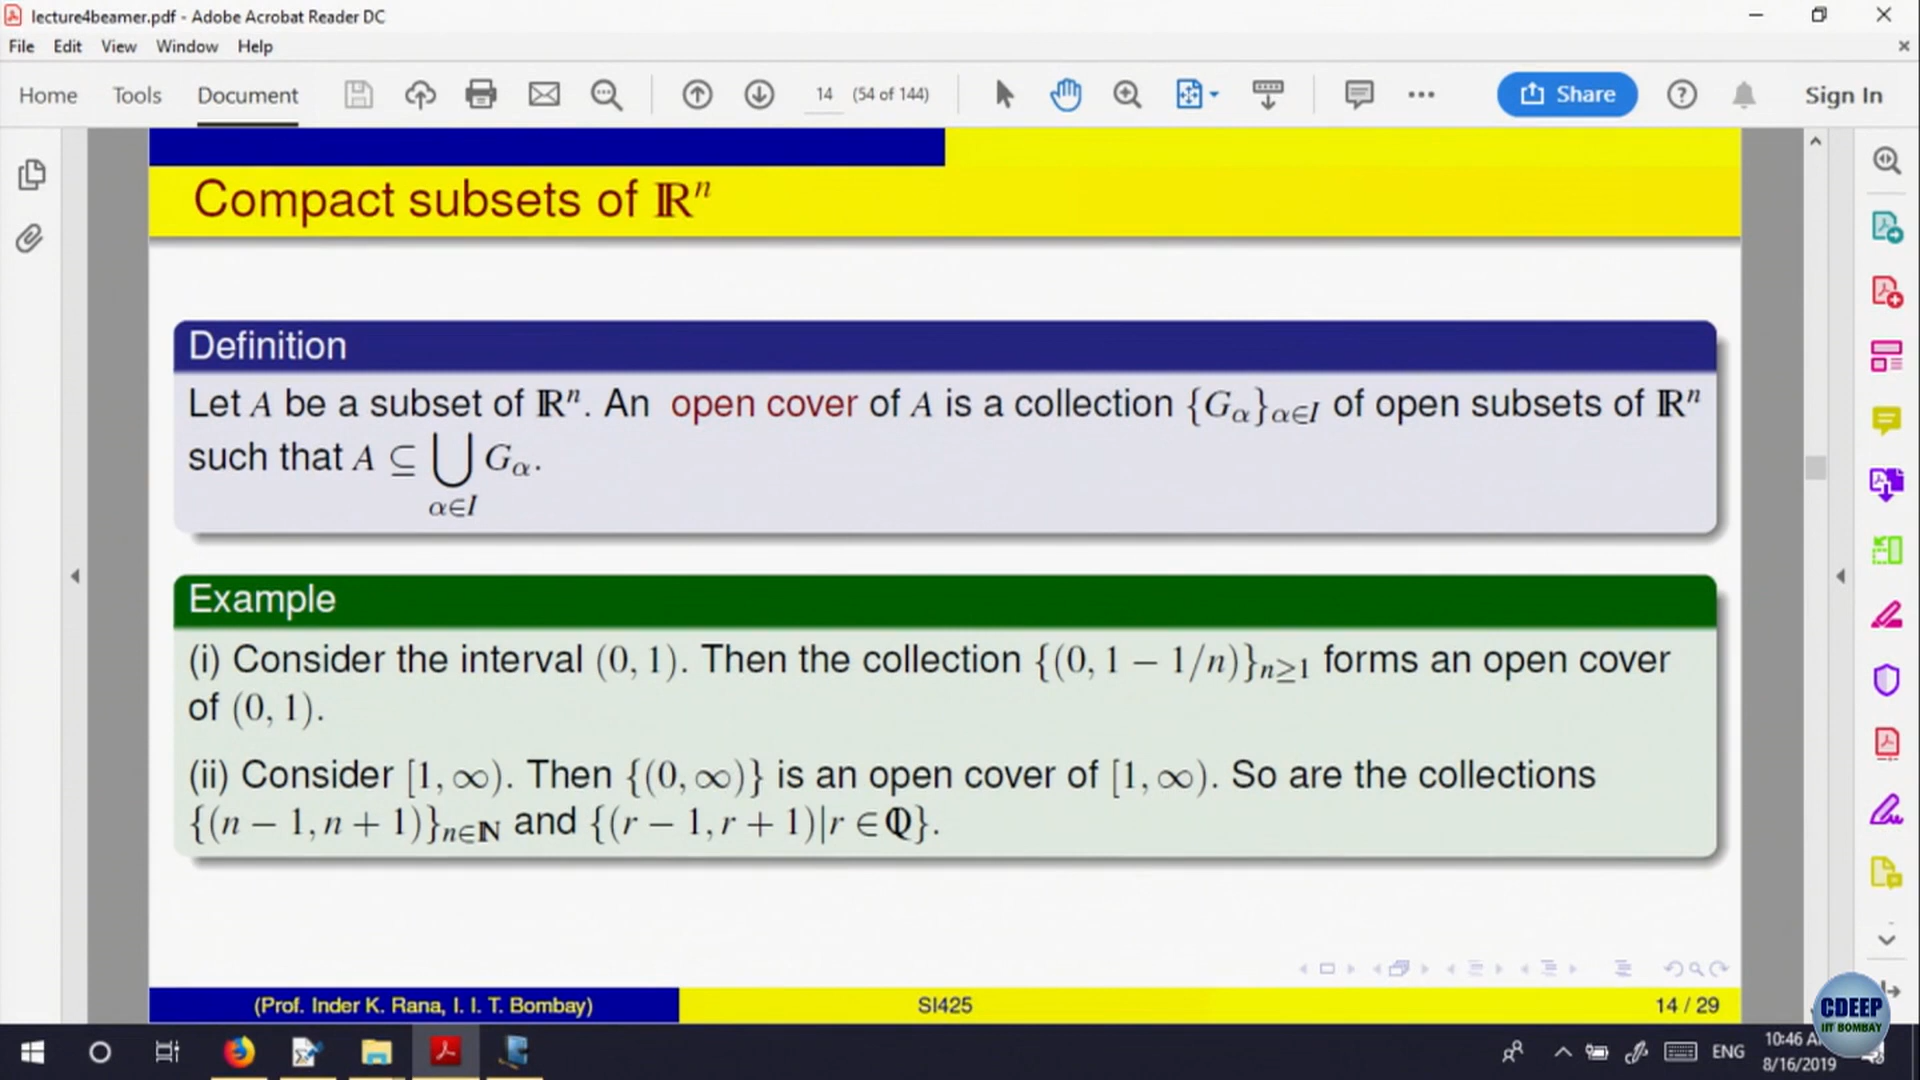 lecture4beamer.pdf - Adobe Acrobat Reader DC
File Edit View Window Help
Home Tools Document 14 (54 of 144) Share Sign In
Compact subsets of ℝⁿ
Definition
Let A be a subset of ℝⁿ. An open cover of A is a collection {G_α}_{α∈I} of open subsets of ℝⁿ
such that A ⊆ ⋃ G_α.
α∈I
Example
(i) Consider the interval (0, 1). Then the collection {(0, 1 − 1/n)}_{n≥1} forms an open cover
of (0, 1).
(ii) Consider [1, ∞). Then {(0, ∞)} is an open cover of [1, ∞). So are the collections
{(n − 1, n + 1)}_{n∈ℕ} and {(r − 1, r + 1)|r ∈ ℚ}.
(Prof. Inder K. Rana, I. I. T. Bombay) SI425 14 / 29
CDEEP
IIT BOMBAY
ENG
10:46 A
8/16/2019